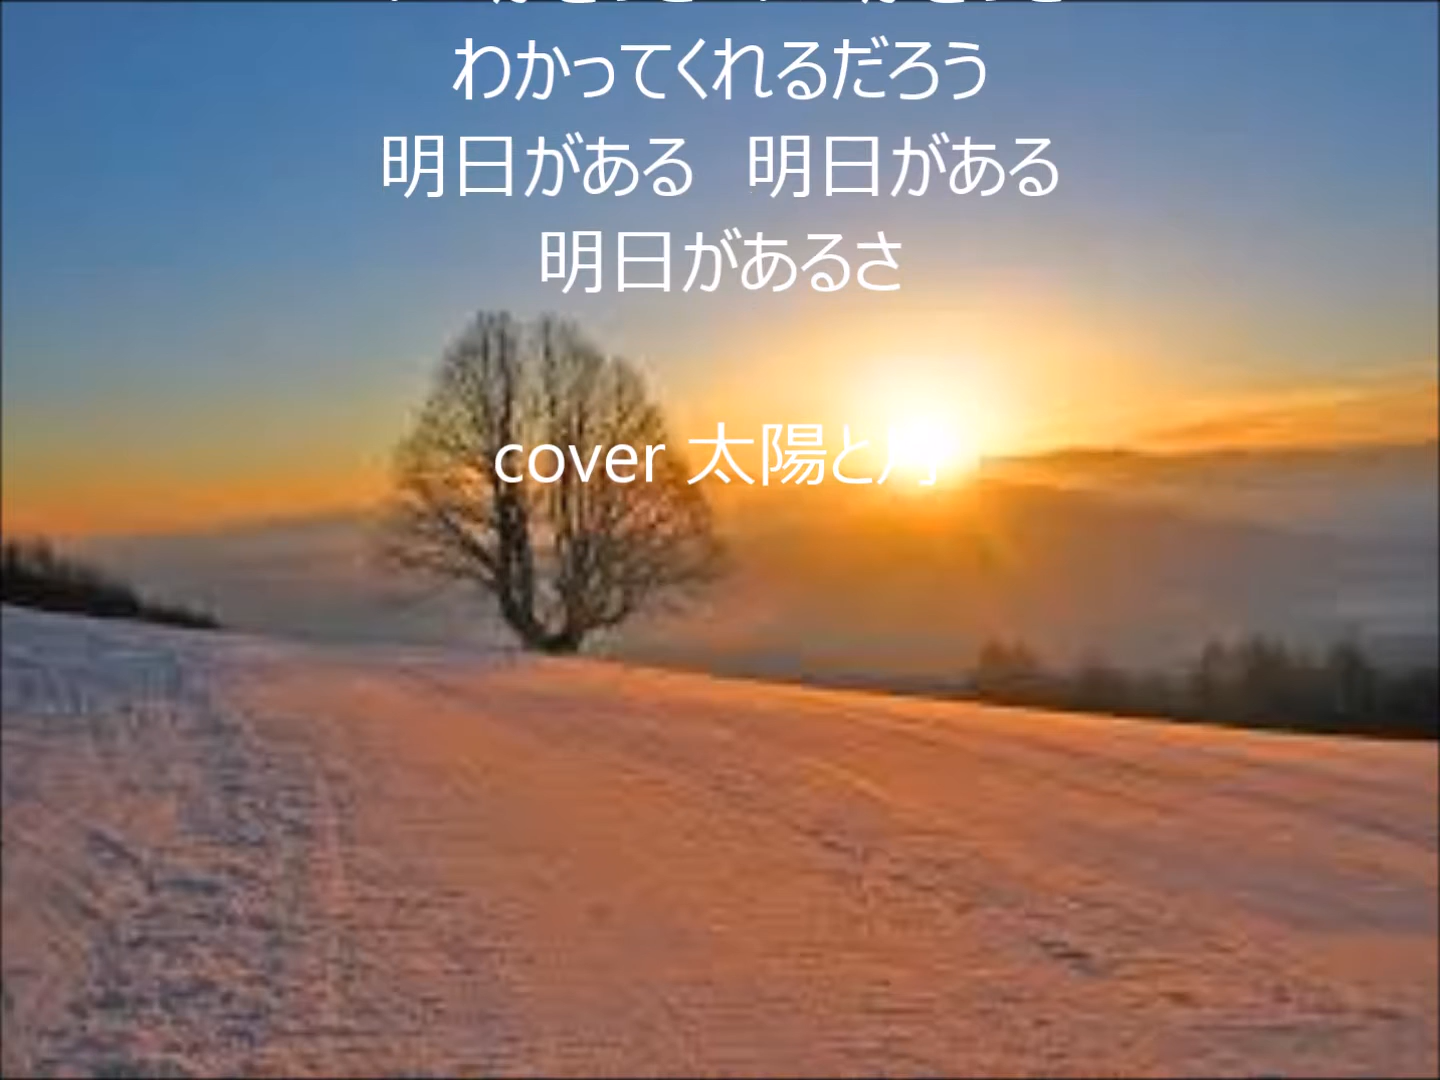 わかってくれるだろう
明日がある　明日がある
明日があるさ
cover 太陽と月